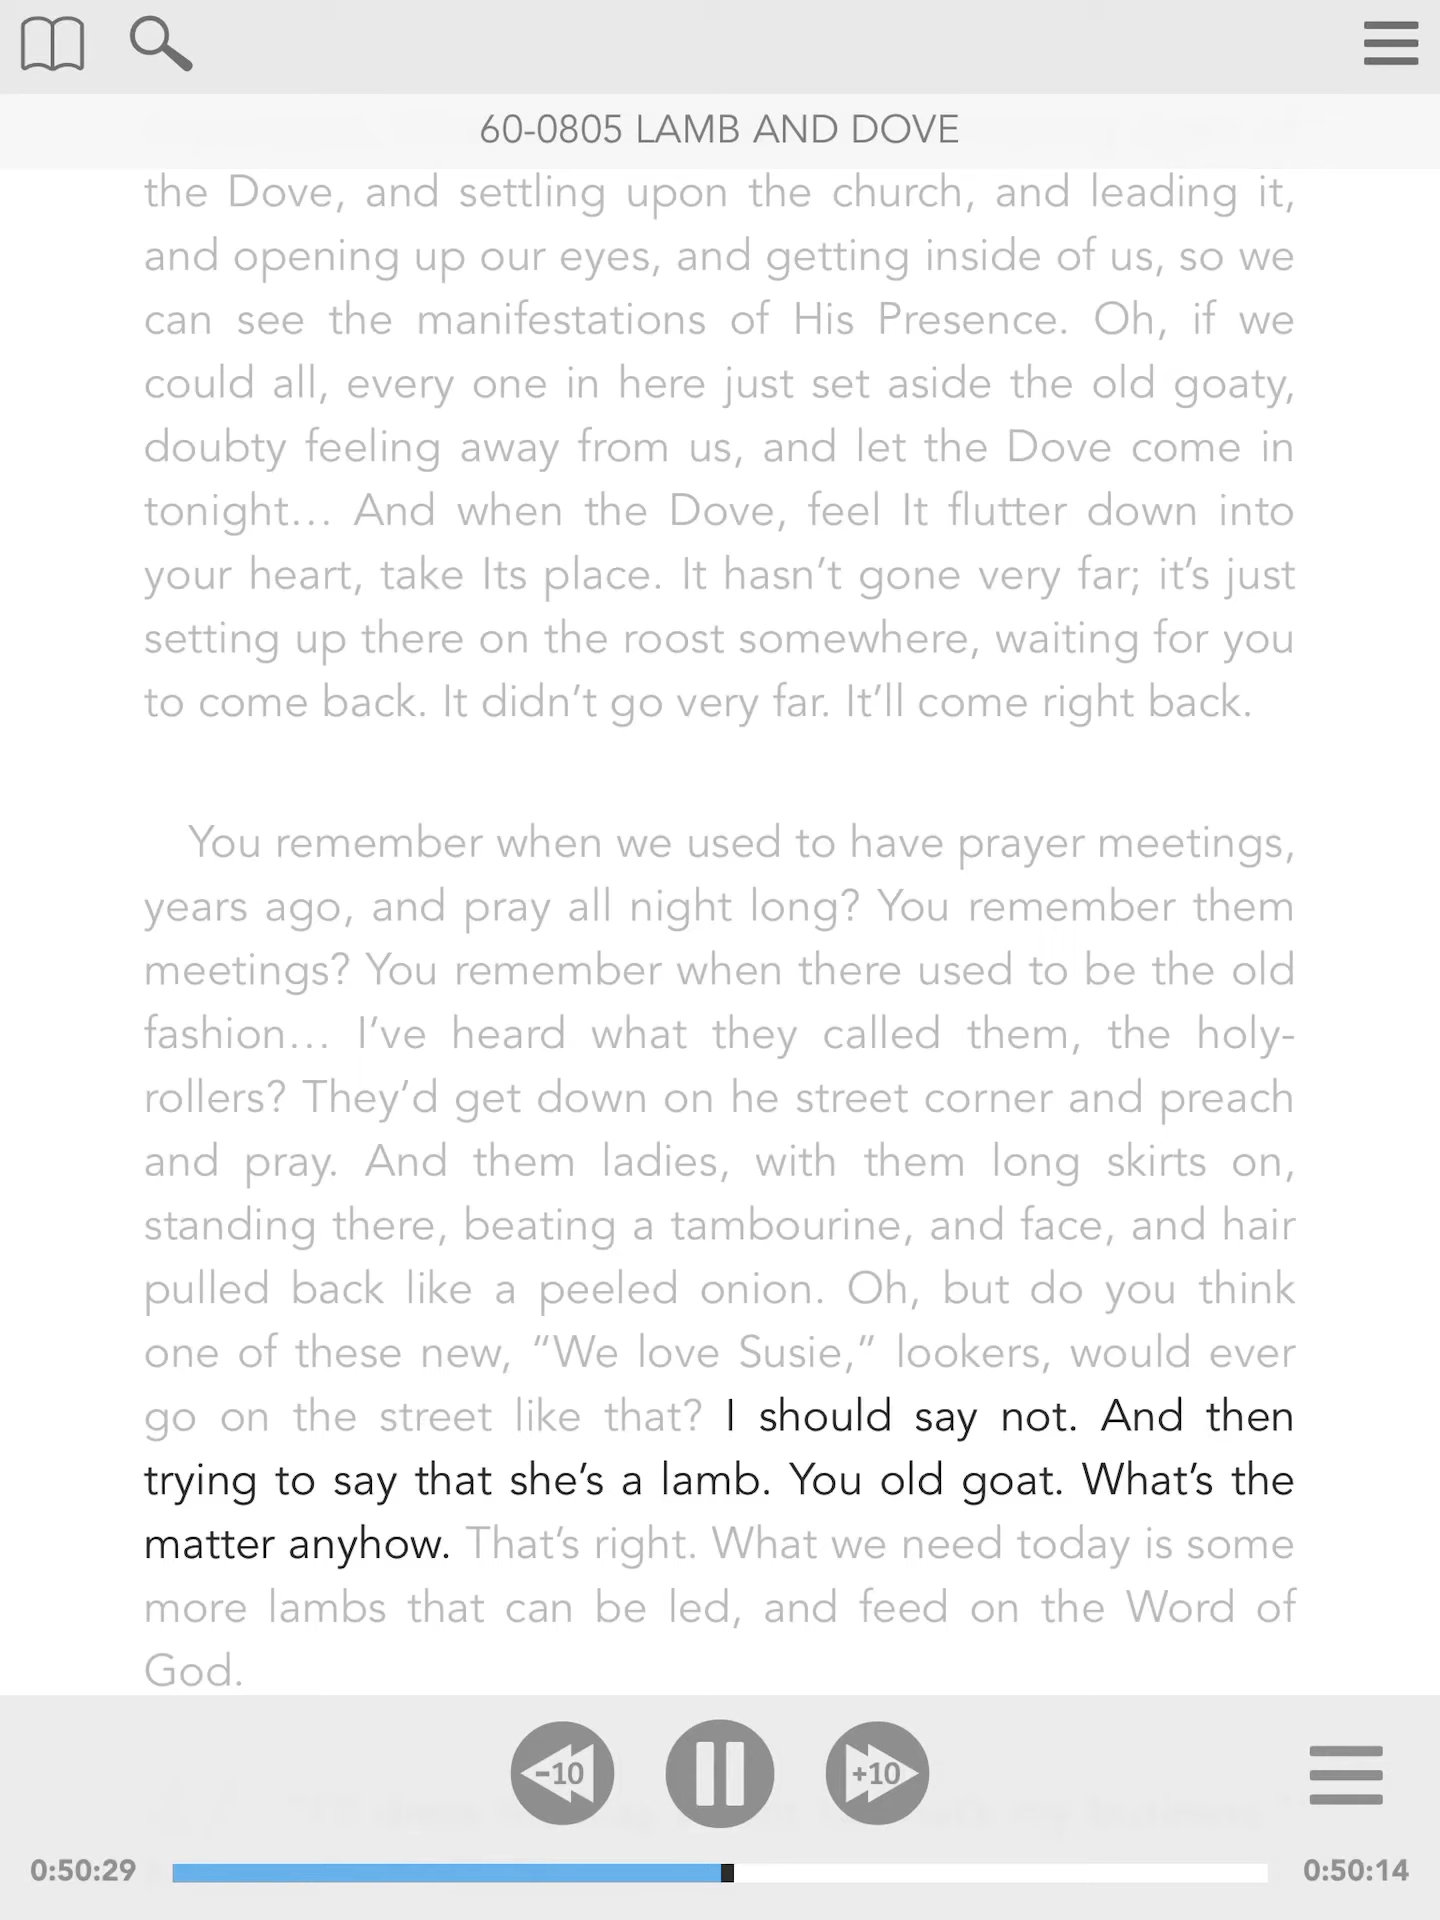 60-0805 LAMB AND DOVE
the Dove, and settling upon the church, and leading it,
and opening up our eyes, and getting inside of us, so we
can see the manifestations of His Presence. Oh, if we
could all, every one in here just set aside the old goaty,
doubty feeling away from us, and let the Dove come in
tonight… And when the Dove, feel It flutter down into
your heart, take Its place. It hasn’t gone very far; it’s just
setting up there on the roost somewhere, waiting for you
to come back. It didn’t go very far. It’ll come right back.
You remember when we used to have prayer meetings,
years ago, and pray all night long? You remember them
meetings? You remember when there used to be the old
fashion… I’ve heard what they called them, the holy-
rollers? They’d get down on he street corner and preach
and pray. And them ladies, with them long skirts on,
standing there, beating a tambourine, and face, and hair
pulled back like a peeled onion. Oh, but do you think
one of these new, “We love Susie,” lookers, would ever
go on the street like that? I should say not. And then
trying to say that she’s a lamb. You old goat. What’s the
matter anyhow. That’s right. What we need today is some
more lambs that can be led, and feed on the Word of
God.
-10 +10
0:50:29 0:50:14